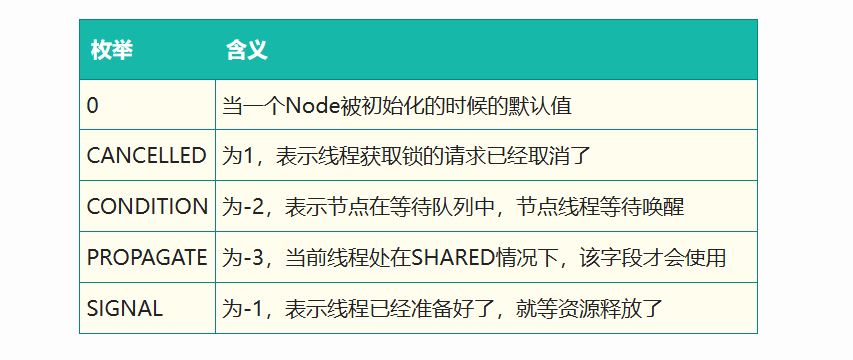 枚举 含义
0 当一个Node被初始化的时候的默认值
CANCELLED 为1，表示线程获取锁的请求已经取消了
CONDITION 为-2，表示节点在等待队列中，节点线程等待唤醒
PROPAGATE 为-3，当前线程处在SHARED情况下，该字段才会使用
SIGNAL 为-1，表示线程已经准备好了，就等资源释放了